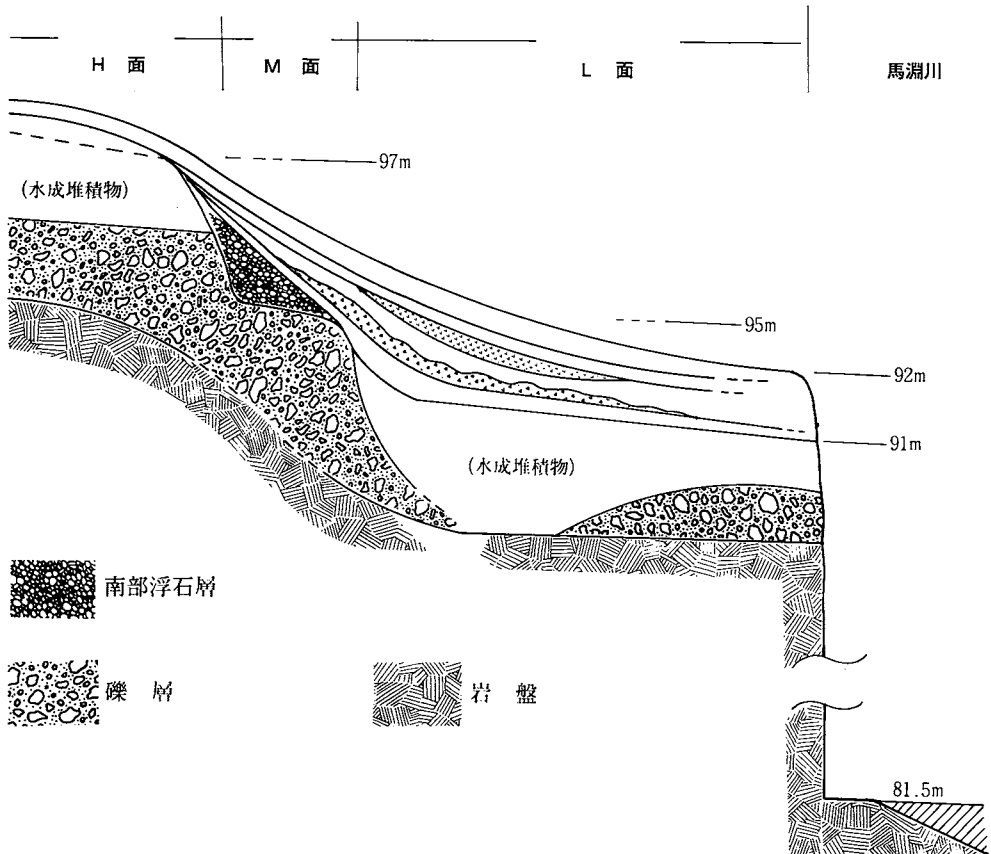 H 面
M 面
L 面
馬淵川
97m
(水成堆積物)
95m
92m
91m
(水成堆積物)
南部浮石層
礫 層
岩 盤
81.5m